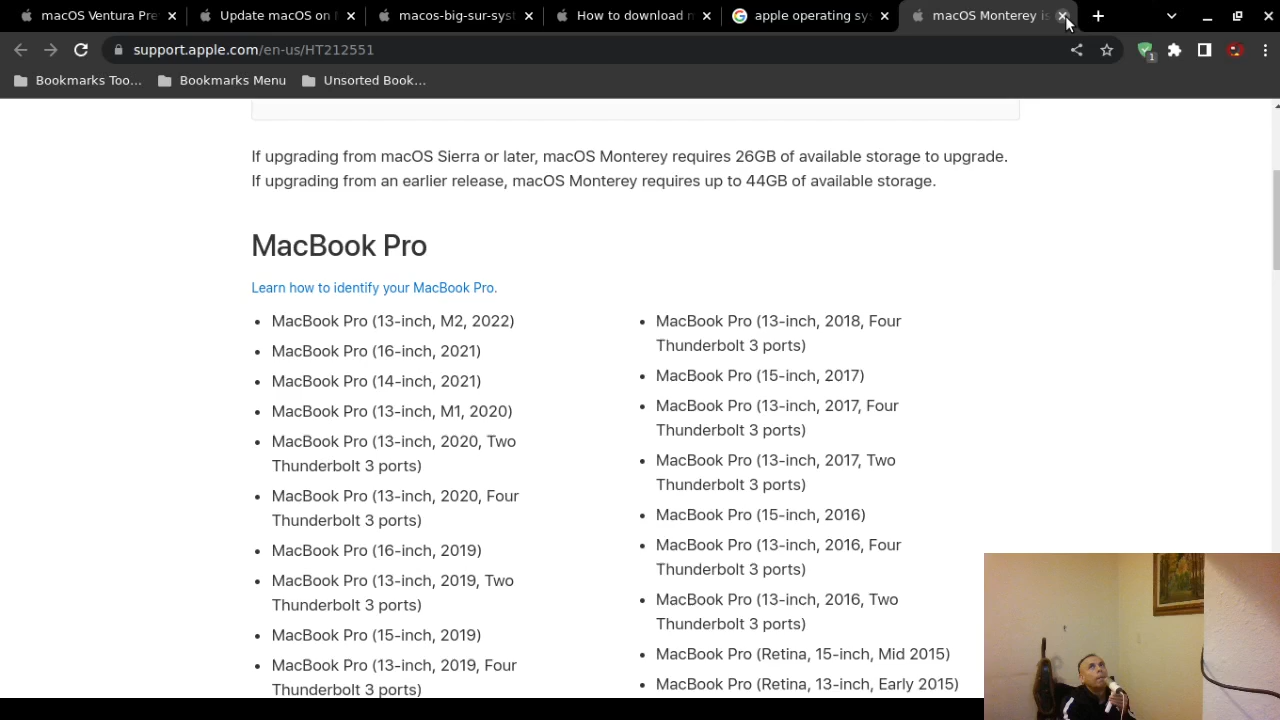 macOS Ventura Pre
Update macOS on
macos-big-sur-syst
How to download m
apple operating sy
macOS Monterey is
support.apple.com/en-us/HT212551
1
Bookmarks Too...
Bookmarks Menu
Unsorted Book...
If upgrading from macOS Sierra or later, macOS Monterey requires 26GB of available storage to upgrade.
If upgrading from an earlier release, macOS Monterey requires up to 44GB of available storage.
MacBook Pro
Learn how to identify your MacBook Pro.
• MacBook Pro (13-inch, M2, 2022)
• MacBook Pro (16-inch, 2021)
• MacBook Pro (14-inch, 2021)
• MacBook Pro (13-inch, M1, 2020)
• MacBook Pro (13-inch, 2020, Two
Thunderbolt 3 ports)
• MacBook Pro (13-inch, 2020, Four
Thunderbolt 3 ports)
• MacBook Pro (16-inch, 2019)
• MacBook Pro (13-inch, 2019, Two
Thunderbolt 3 ports)
• MacBook Pro (15-inch, 2019)
• MacBook Pro (13-inch, 2019, Four
Thunderbolt 3 ports)
• MacBook Pro (13-inch, 2018, Four
Thunderbolt 3 ports)
• MacBook Pro (15-inch, 2017)
• MacBook Pro (13-inch, 2017, Four
Thunderbolt 3 ports)
• MacBook Pro (13-inch, 2017, Two
Thunderbolt 3 ports)
• MacBook Pro (15-inch, 2016)
• MacBook Pro (13-inch, 2016, Four
Thunderbolt 3 ports)
• MacBook Pro (13-inch, 2016, Two
Thunderbolt 3 ports)
• MacBook Pro (Retina, 15-inch, Mid 2015)
• MacBook Pro (Retina, 13-inch, Early 2015)